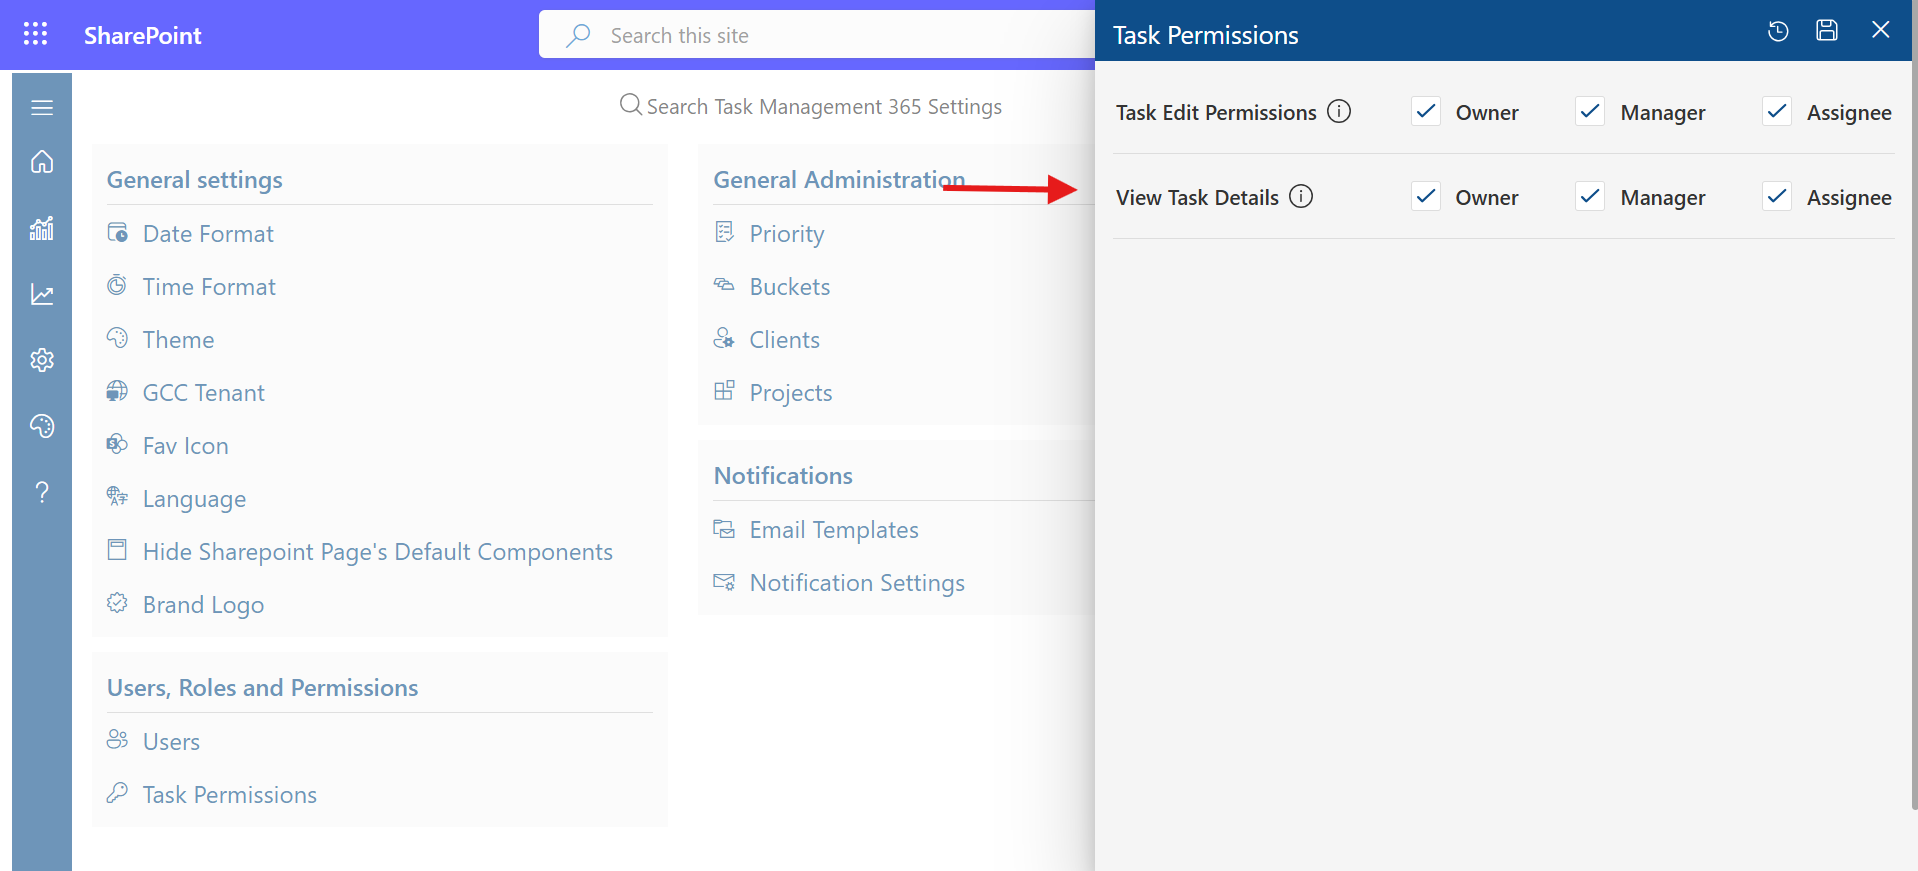 SharePoint
Search this site
Task Permissions
Search Task Management 365 Settings
General settings
Date Format
Time Format
Theme
GCC Tenant
Fav Icon
Language
Hide Sharepoint Page's Default Components
Brand Logo
Users, Roles and Permissions
Users
Task Permissions
General Administration
Priority
Buckets
Clients
Projects
Notifications
Email Templates
Notification Settings
Task Edit Permissions Owner Manager Assignee
View Task Details Owner Manager Assignee